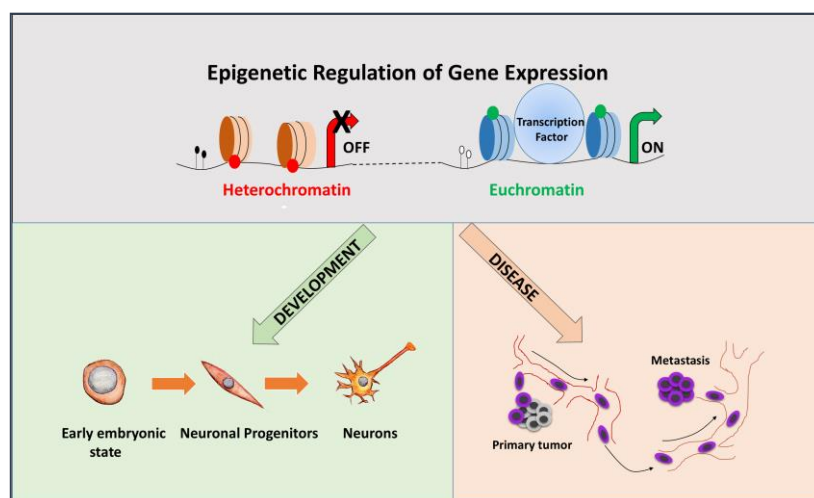 Epigenetic Regulation of Gene Expression
X
OFF
Transcription
Factor
ON
Heterochromatin
Euchromatin
DEVELOPMENT
DISEASE
Early embryonic
state
Neuronal Progenitors
Neurons
Primary tumor
Metastasis